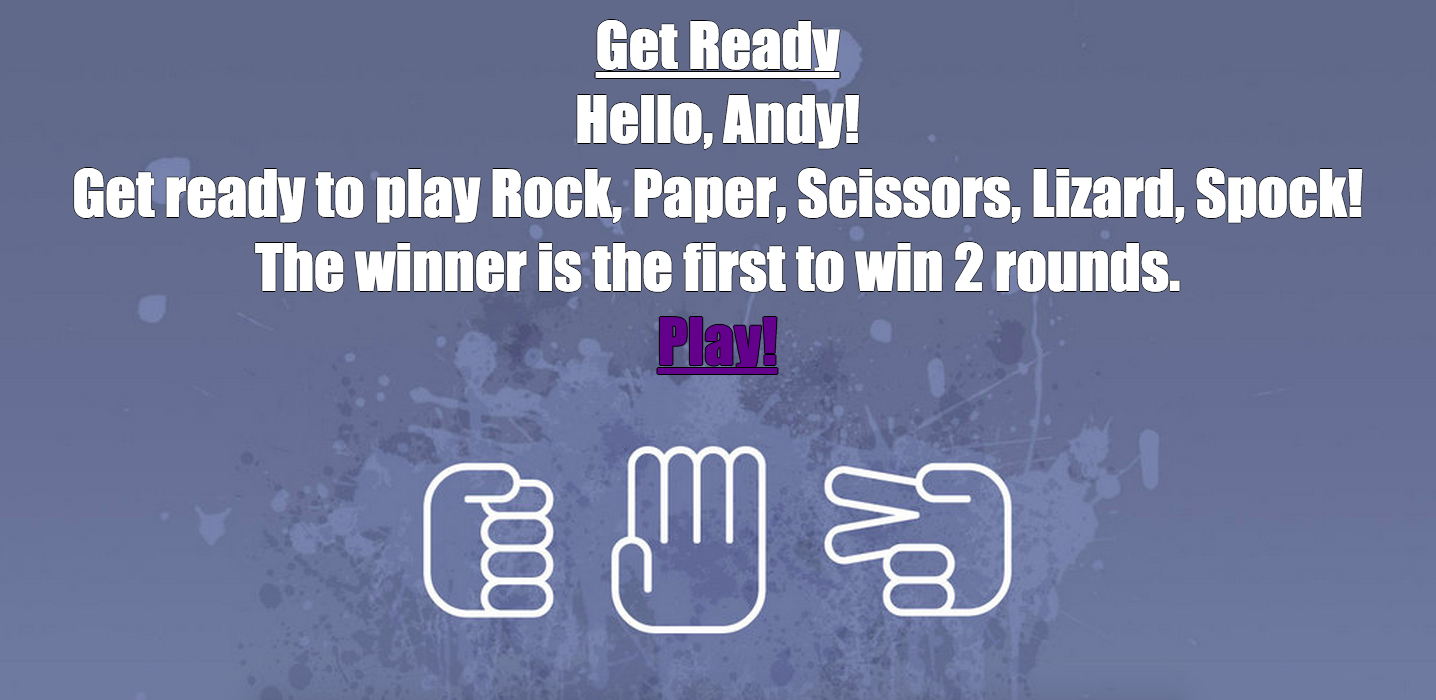 Get Ready
Hello, Andy!
Get ready to play Rock, Paper, Scissors, Lizard, Spock!
The winner is the first to win 2 rounds.
Play!